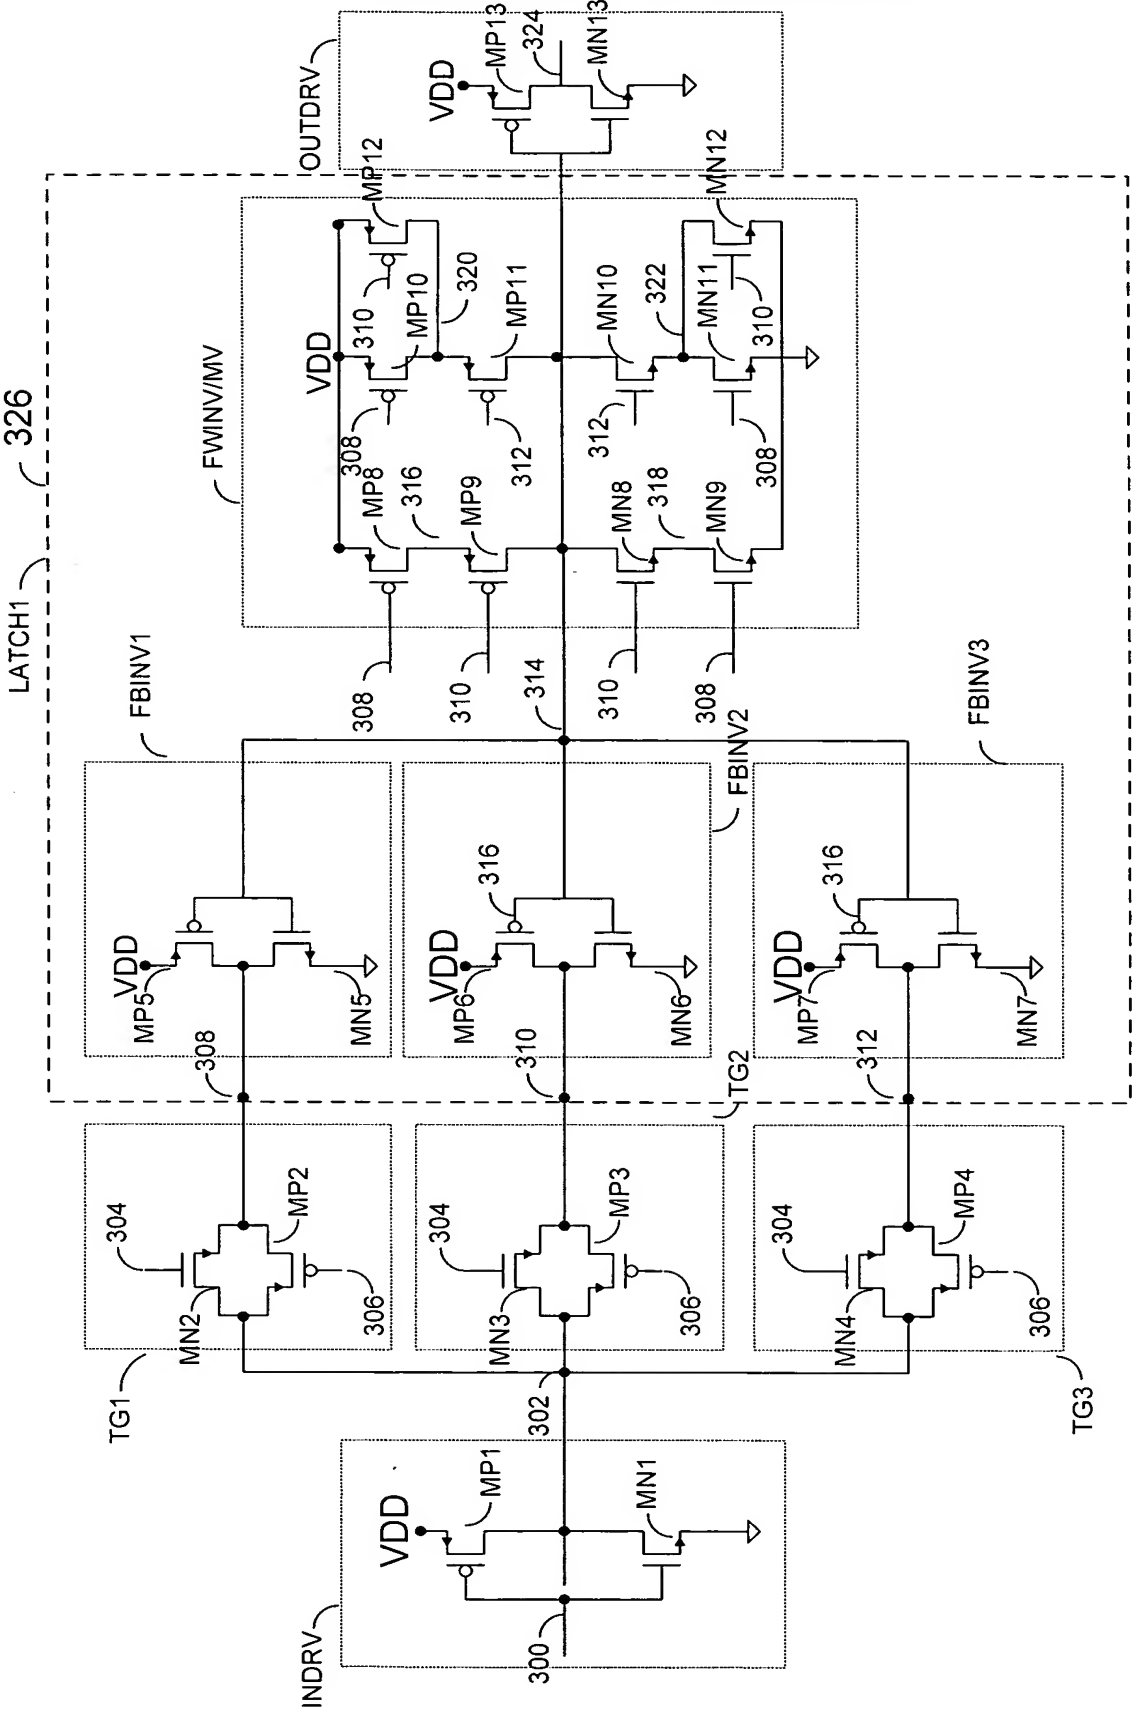 LATCH1
326
OUTDRV
VDD
MP13
324
MN13
FWINV/MV
VDD
MP12
310
MP10
320
308
MP11
312
MN10
322
312
MN11
MN12
310
308
MP8
316
MP9
MN8
318
MN9
308
310
314
310
308
FBINV1
VDD
MP5
MN5
308
FBINV2
316
VDD
MP6
MN6
310
FBINV3
316
VDD
MP7
MN7
312
TG1
304
MP2
MN2
306
TG2
304
MP3
MN3
306
TG3
304
MP4
MN4
306
302
INDRV
VDD
MP1
MN1
300